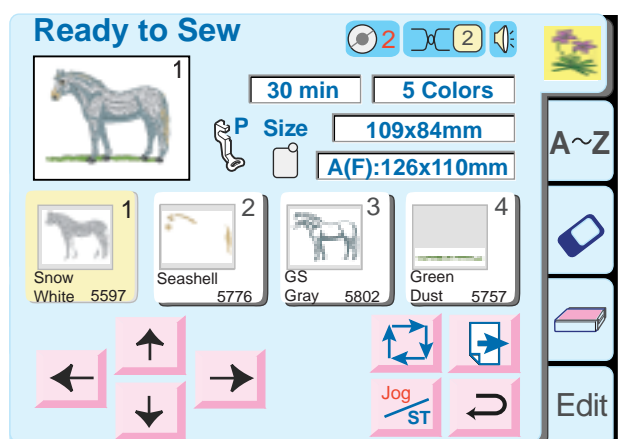 Ready to Sew
2
2
1
30 min
5 Colors
P
Size
109x84mm
A(F):126x110mm
A~Z
1
Snow
White 5597
2
Seashell
5776
3
GS
Gray 5802
4
Green
Dust 5757
Jog
ST
Edit